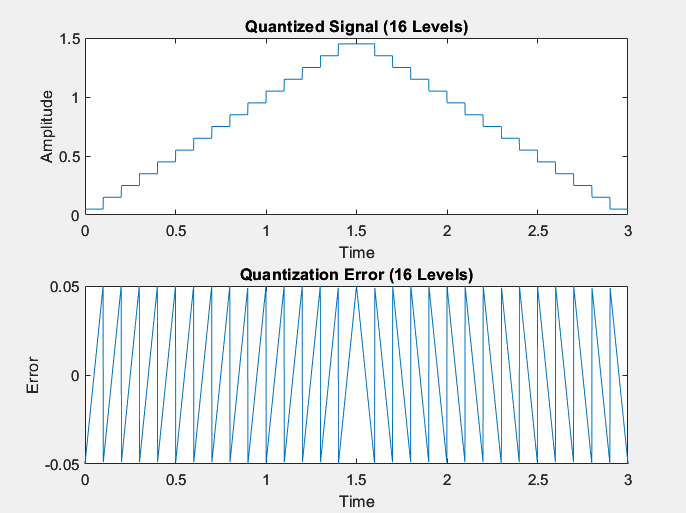 Quantized Signal (16 Levels)
1.5
1
0.5
0
Amplitude
0 0.5 1 1.5 2 2.5 3
Time
Quantization Error (16 Levels)
0.05
0
-0.05
Error
0 0.5 1 1.5 2 2.5 3
Time